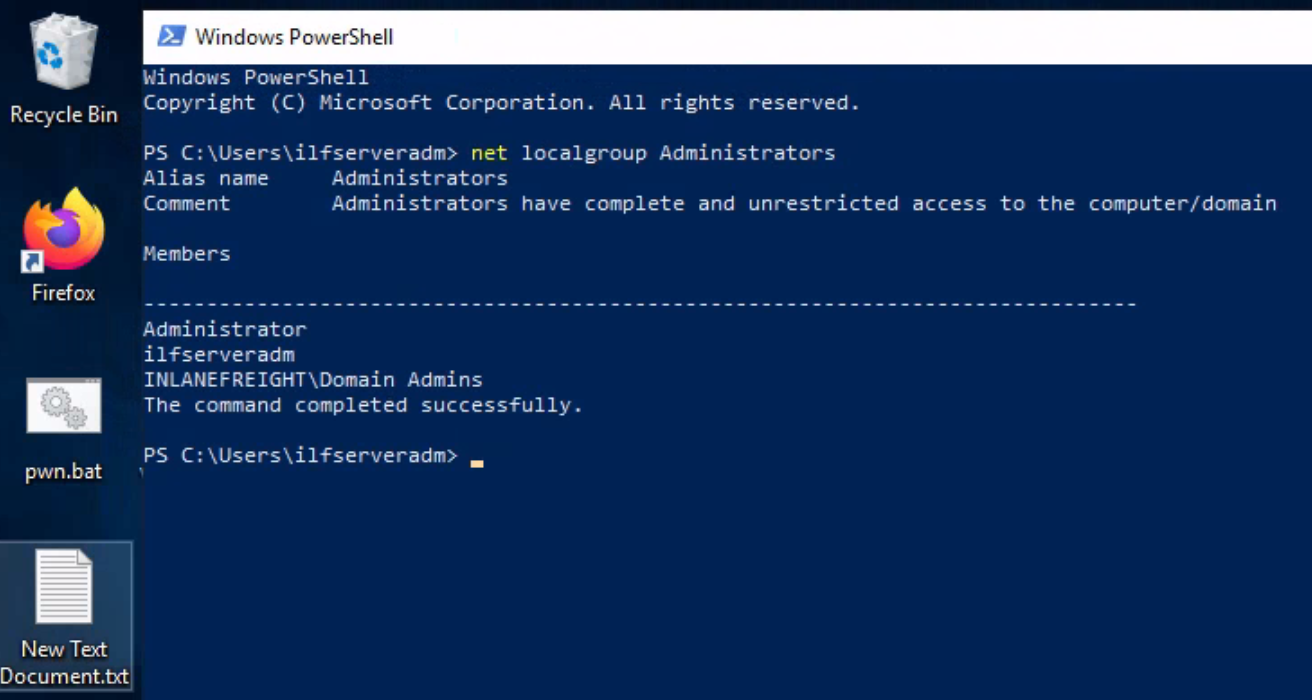 Recycle Bin
Firefox
pwn.bat
New Text
Document.txt
Windows PowerShell
Windows PowerShell
Copyright (C) Microsoft Corporation. All rights reserved.
PS C:\Users\ilfserveradm> net localgroup Administrators
Alias name     Administrators
Comment        Administrators have complete and unrestricted access to the computer/domain
Members
-------------------------------------------------------------------------------
Administrator
ilfserveradm
INLANEFREIGHT\Domain Admins
The command completed successfully.
PS C:\Users\ilfserveradm>